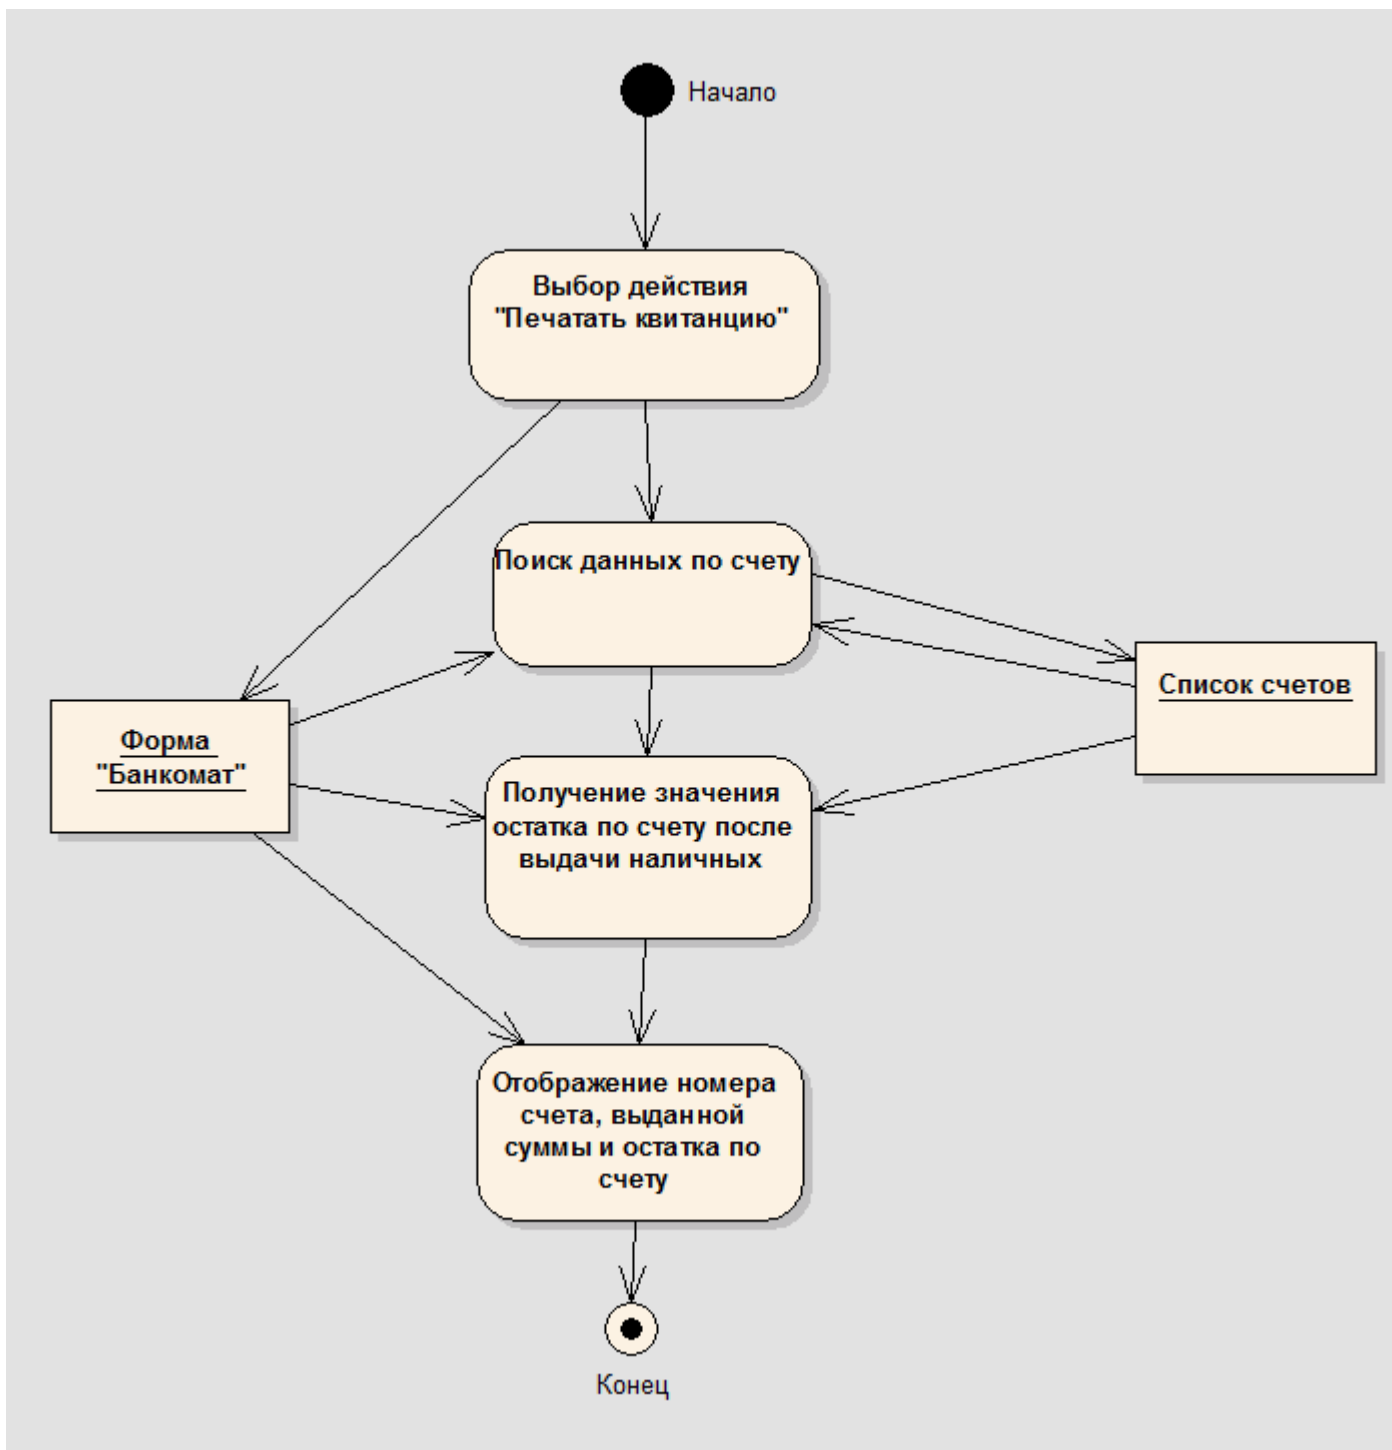 Начало
Выбор действия
"Печатать квитанцию"
Поиск данных по счету
Список счетов
Форма
"Банкомат"
Получение значения
остатка по счету после
выдачи наличных
Отображение номера
счета, выданной
суммы и остатка по
счету
Конец